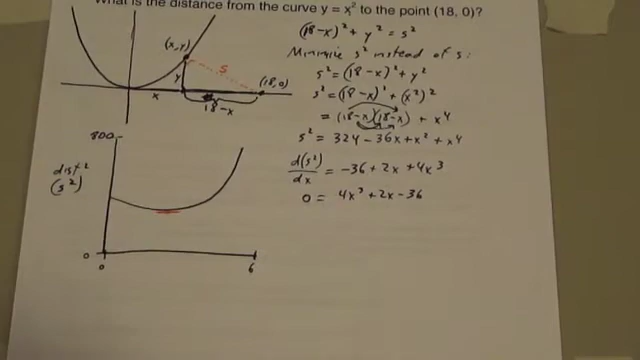 What is the distance from the curve y = x² to the point (18, 0)?
(x,y)
s
y
(18,0)
x
18-x
(18-x)² + y² = s²
Minimize s² instead of s:
s² = (18-x)² + y²
s² = (18-x)² + (x²)²
= (18-x)(18-x) + x⁴
s² = 324 - 36x + x² + x⁴
d(s²)/dx = -36 + 2x + 4x³
0 = 4x³ + 2x - 36
800
dist²
(s²)
0
0
6